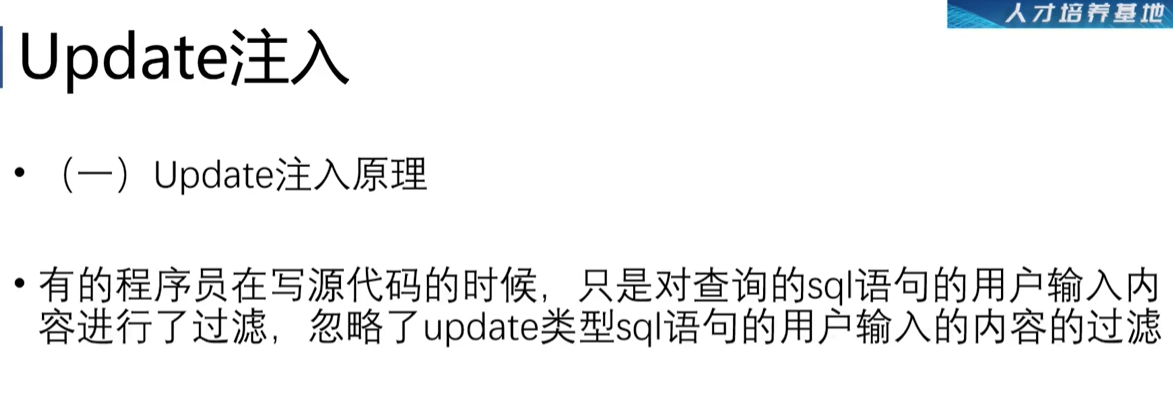 人才培养基地
Update注入
• （一）Update注入原理
• 有的程序员在写源代码的时候，只是对查询的sql语句的用户输入内
容进行了过滤，忽略了update类型sql语句的用户输入的内容的过滤